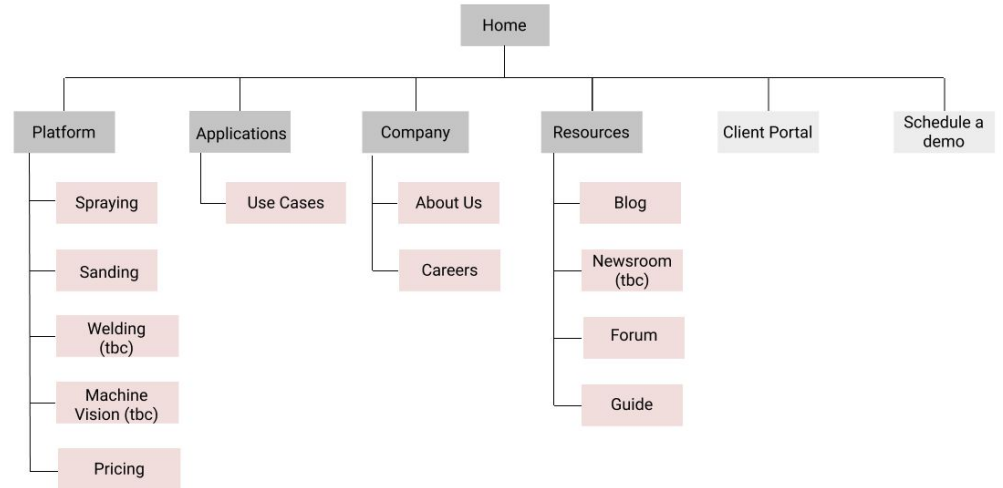 Home
Platform
Applications
Company
Resources
Client Portal
Schedule a
demo
Spraying
Use Cases
About Us
Blog
Sanding
Careers
Newsroom
(tbc)
Welding
(tbc)
Forum
Machine
Vision (tbc)
Guide
Pricing